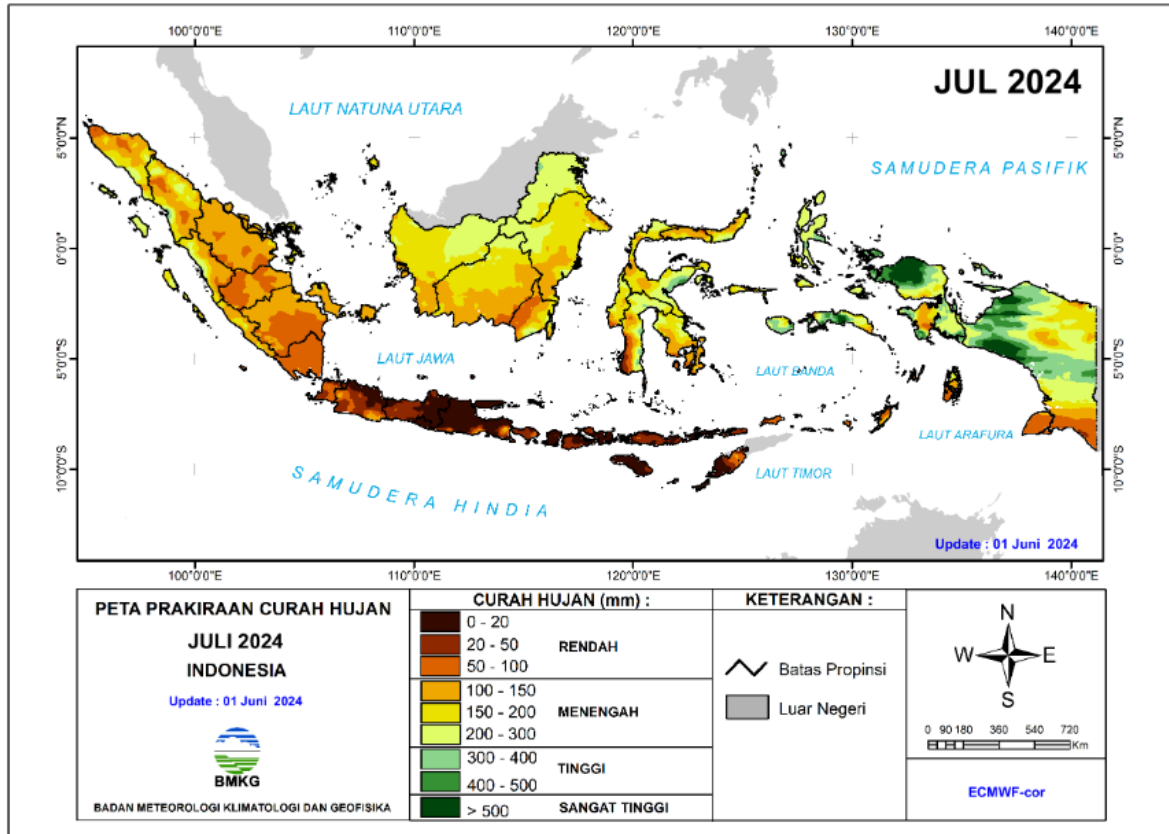 100°0'0"E 110°0'0"E 120°0'0"E 130°0'0"E 140°0'0"E
JUL 2024
LAUT NATUNA UTARA
5°0'0"N 5°0'0"N
SAMUDERA PASIFIK
0°0'0" 0°0'0"
LAUT JAWA
5°0'0"S 5°0'0"S
LAUT BANDA
LAUT ARAFURA
10°0'0"S 10°0'0"S
LAUT TIMOR
SAMUDERA HINDIA
Update : 01 Juni 2024
100°0'0"E 110°0'0"E 120°0'0"E 130°0'0"E 140°0'0"E
PETA PRAKIRAAN CURAH HUJAN
JULI 2024
INDONESIA
Update : 01 Juni 2024
BMKG
BADAN METEOROLOGI KLIMATOLOGI DAN GEOFISIKA
CURAH HUJAN (mm) :
0 - 20
20 - 50
RENDAH
50 - 100
100 - 150
150 - 200
MENENGAH
200 - 300
300 - 400
TINGGI
400 - 500
> 500
SANGAT TINGGI
KETERANGAN :
Batas Propinsi
Luar Negeri
N
W E
S
0 90 180 360 540 720
Km
ECMWF-cor